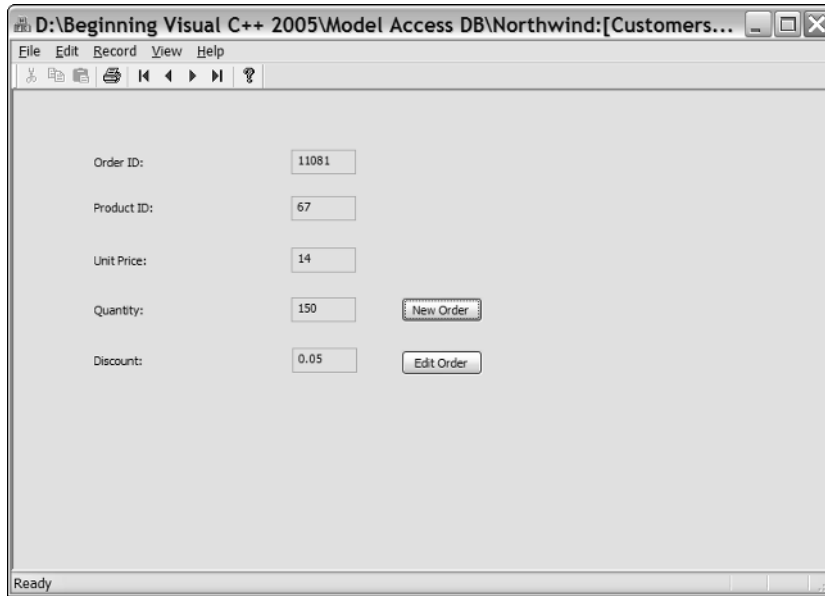 D:\Beginning Visual C++ 2005\Model Access DB\Northwind:[Customers...
File Edit Record View Help
Order ID: 11081
Product ID: 67
Unit Price: 14
Quantity: 150 New Order
Discount: 0.05 Edit Order
Ready